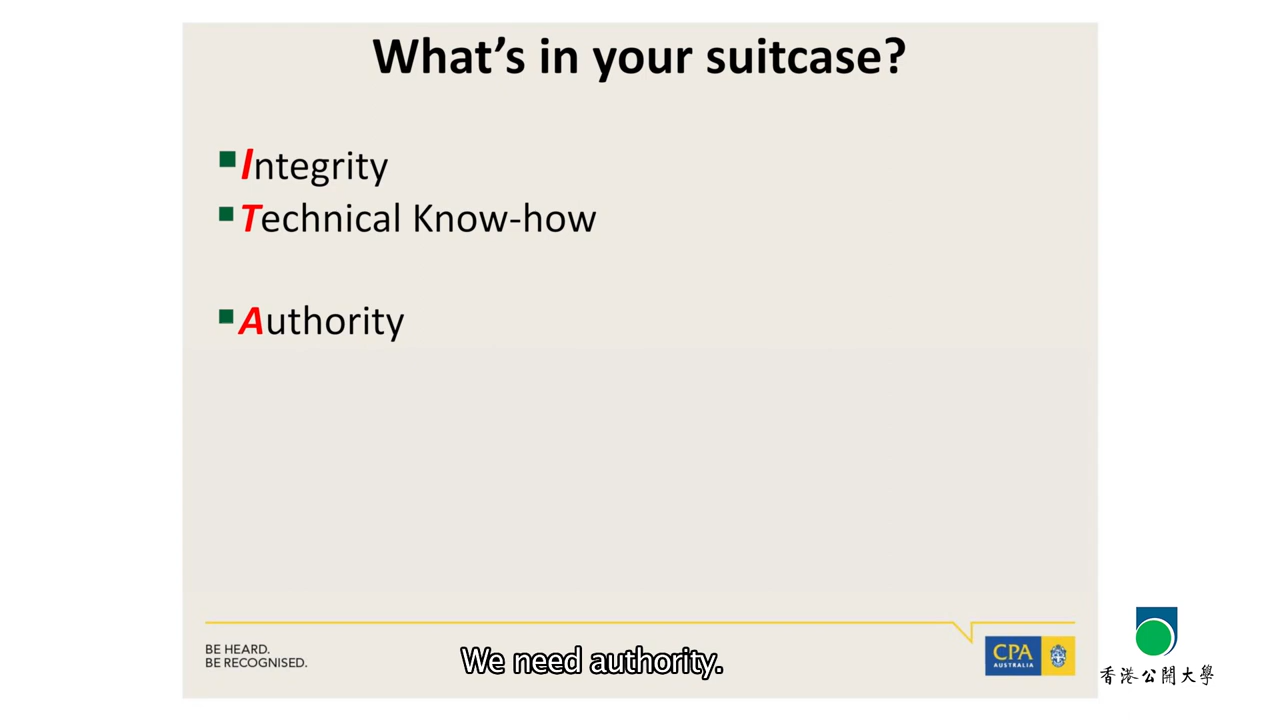 What's in your suitcase?
Integrity
Technical Know-how
Authority
BE HEARD.
BE RECOGNISED.
We need authority.
CPA
AUSTRALIA
香港公開大學